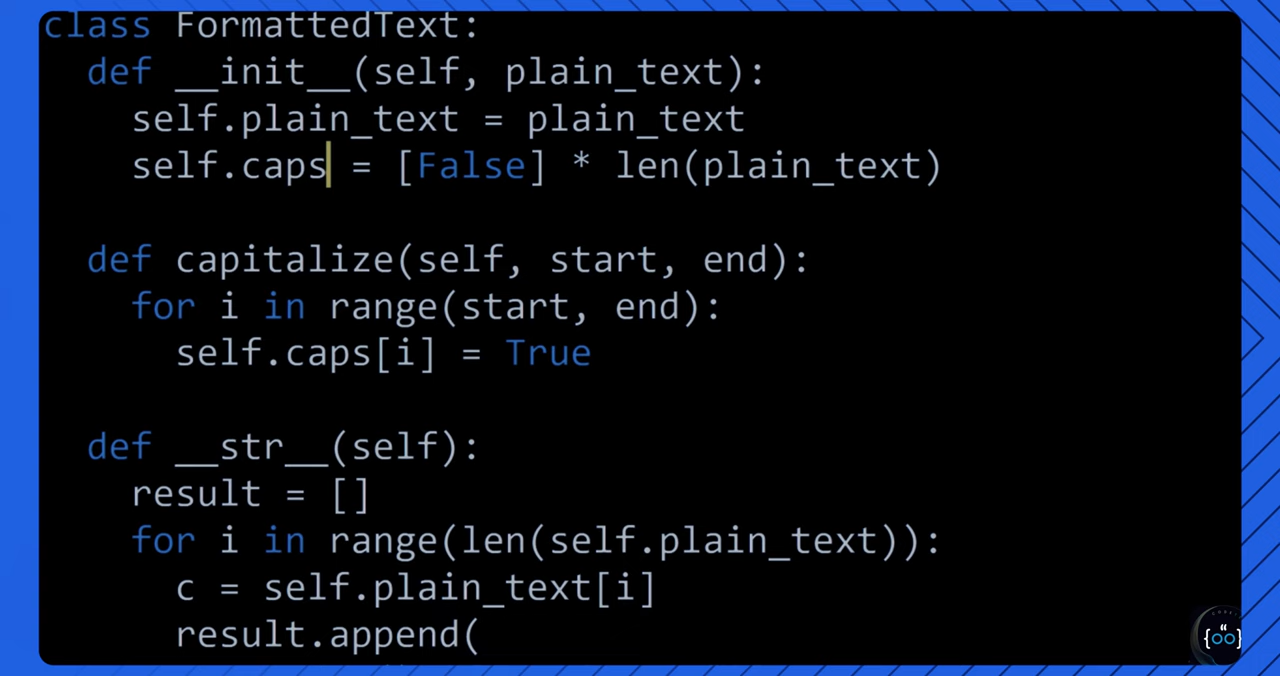 class FormattedText:
  def __init__(self, plain_text):
    self.plain_text = plain_text
    self.caps = [False] * len(plain_text)
  def capitalize(self, start, end):
    for i in range(start, end):
      self.caps[i] = True
  def __str__(self):
    result = []
    for i in range(len(self.plain_text)):
      c = self.plain_text[i]
      result.append(